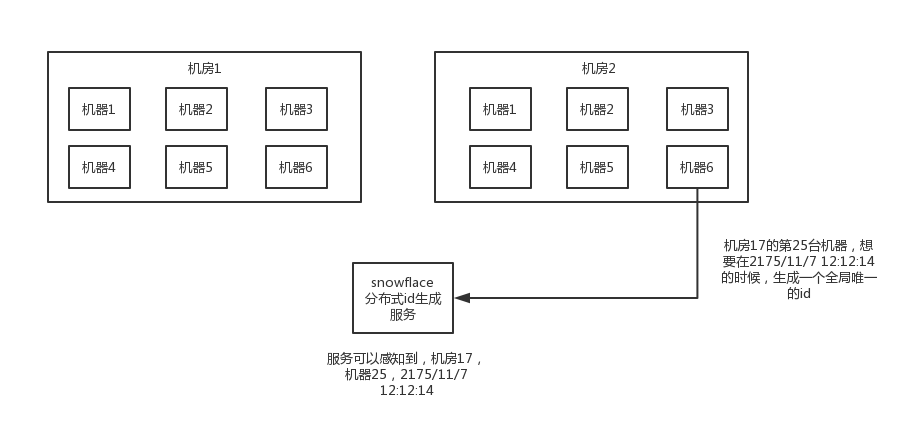 机房1
机器1
机器2
机器3
机器4
机器5
机器6
机房2
机器1
机器2
机器3
机器4
机器5
机器6
机房17的第25台机器，想
要在2175/11/7 12:12:14
的时候，生成一个全局唯一
的id
snowflace
分布式id生成
服务
服务可以感知到，机房17，
机器25，2175/11/7
12:12:14